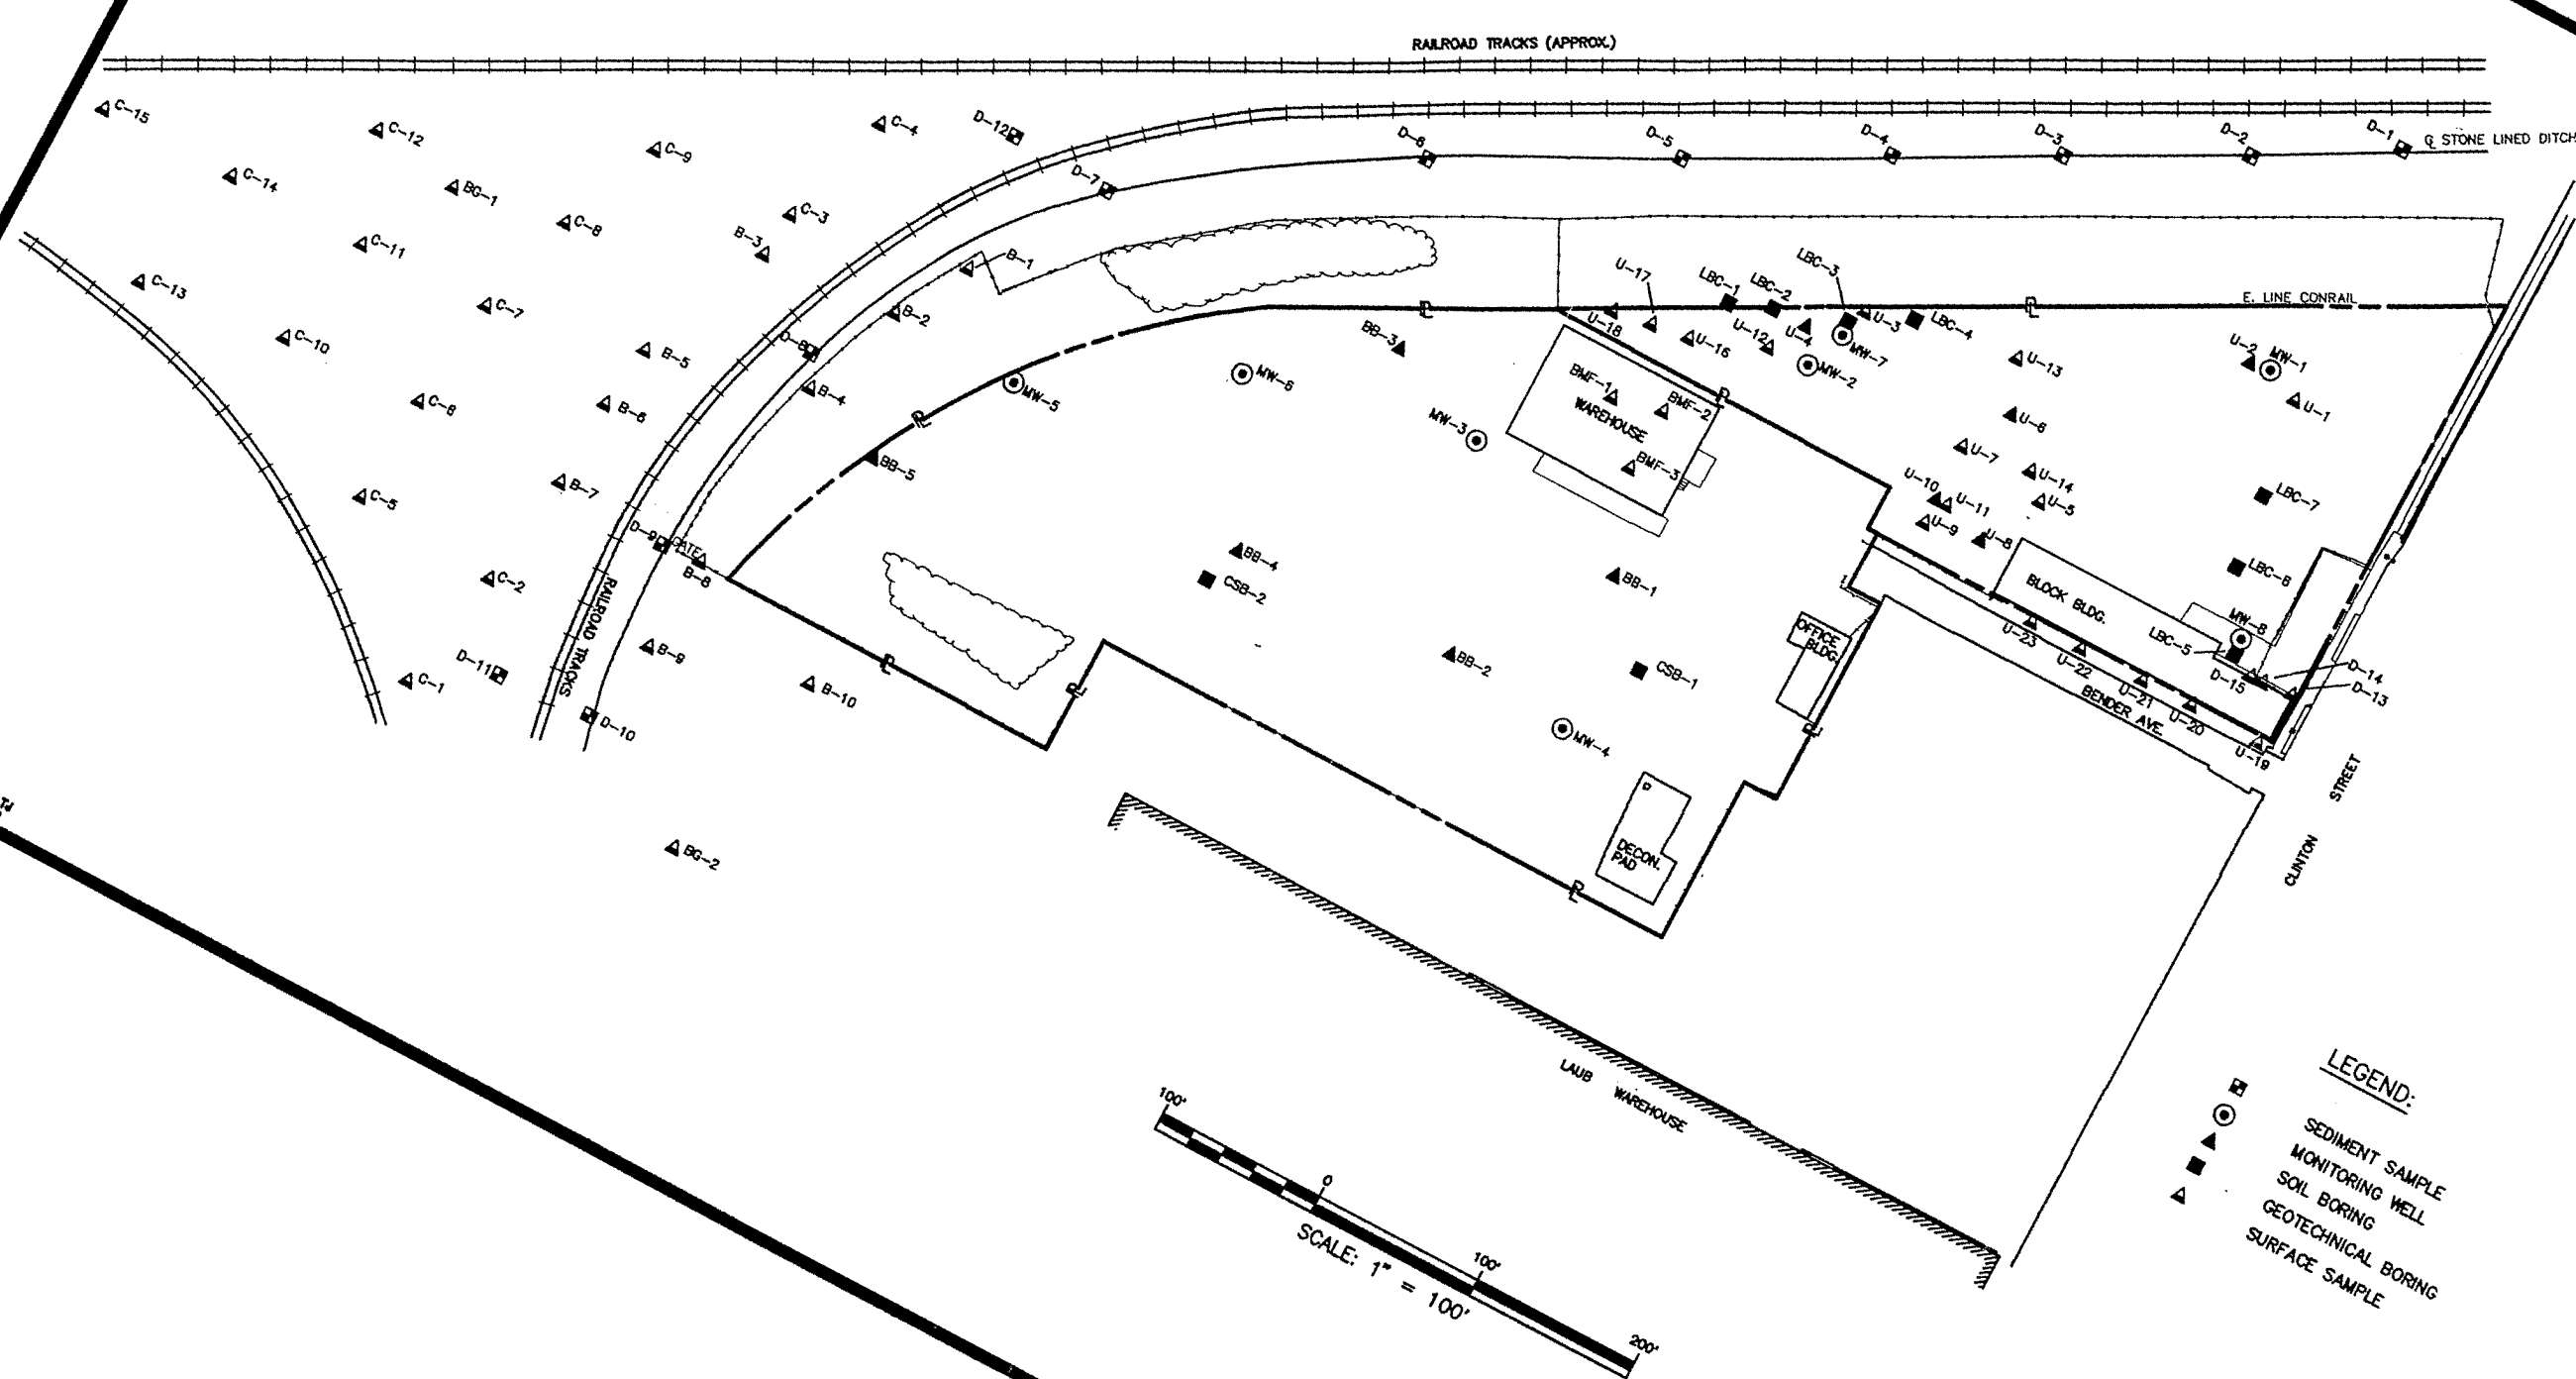 RAILROAD TRACKS (APPROX.)
C-15
C-12
C-9
C-4
D-12
D-6
D-5
D-4
D-3
D-2
D-1
℄ STONE LINED DITCH
C-14
BG-1
C-8
C-3
D-7
B-3
B-1
C-11
C-13
C-7
C-10
B-2
D-8
B-5
B-4
C-6
B-6
U-17
LBC-1
LBC-2
LBC-3
E. LINE CONRAIL
U-18
U-16
U-12
U-4
U-3
LBC-4
MW-7
MW-2
U-13
U-2
MW-1
U-1
BB-3
MW-5
MW-6
MW-3
BMF-1
BMF-2
WAREHOUSE
BMF-3
U-6
U-7
U-14
U-5
U-10
U-11
U-9
U-8
LBC-7
LBC-6
BB-5
B-7
C-5
D-9
GATE
B-8
C-2
RAILROAD TRACKS
BB-4
CSB-2
BB-1
BLOCK BLDG.
MW-8
LBC-5
OFFICE
BLDG.
U-23
U-22
U-21
U-20
U-19
D-15
D-14
D-13
BENDER AVE.
B-9
D-11
C-1
B-10
D-10
BB-2
CSB-1
MW-4
CLINTON STREET
DECON.
PAD
BG-2
LAUB WAREHOUSE
100'
0
100'
200'
SCALE: 1" = 100'
LEGEND:
SEDIMENT SAMPLE
MONITORING WELL
SOIL BORING
GEOTECHNICAL BORING
SURFACE SAMPLE